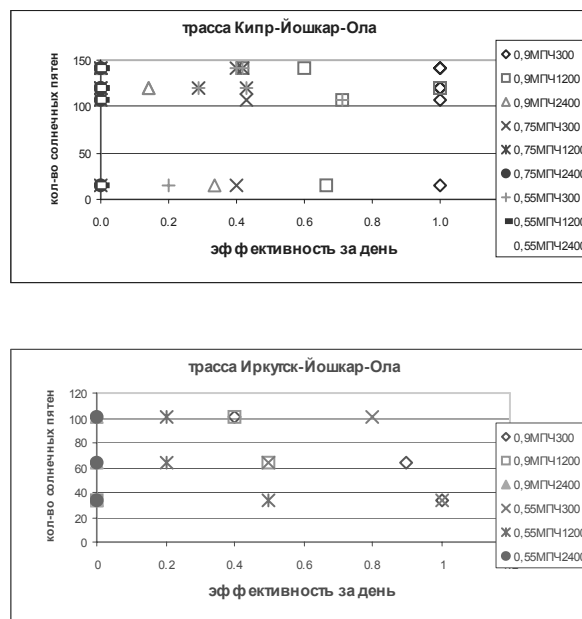 трасса Кипр-Йошкар-Ола
кол-во солнечных пятен
150
100
50
0
0.0 0.2 0.4 0.6 0.8 1.0
эффективность за день
0,9МПЧ300
0,9МПЧ1200
0,9МПЧ2400
0,75МПЧ300
0,75МПЧ1200
0,75МПЧ2400
0,55МПЧ300
0,55МПЧ1200
0,55МПЧ2400
трасса Иркутск-Йошкар-Ола
кол-во солнечных пятен
120
100
80
60
40
20
0
0 0.2 0.4 0.6 0.8 1
эффективность за день
0,9МПЧ300
0,9МПЧ1200
0,9МПЧ2400
0,55МПЧ300
0,55МПЧ1200
0,55МПЧ2400